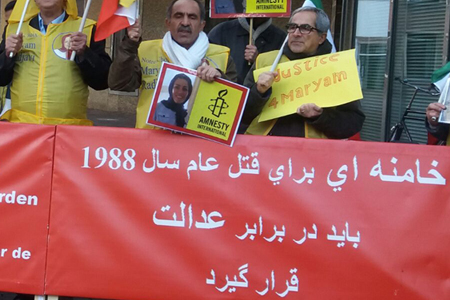 Justice
4 Maryam
AMNESTY
INTERNATIONAL
AMNESTY
INTERNATIONAL
خامنه اي براي قتل عام سال 1988
بايد در برابر عدالت
قرار گيرد
rden
r de